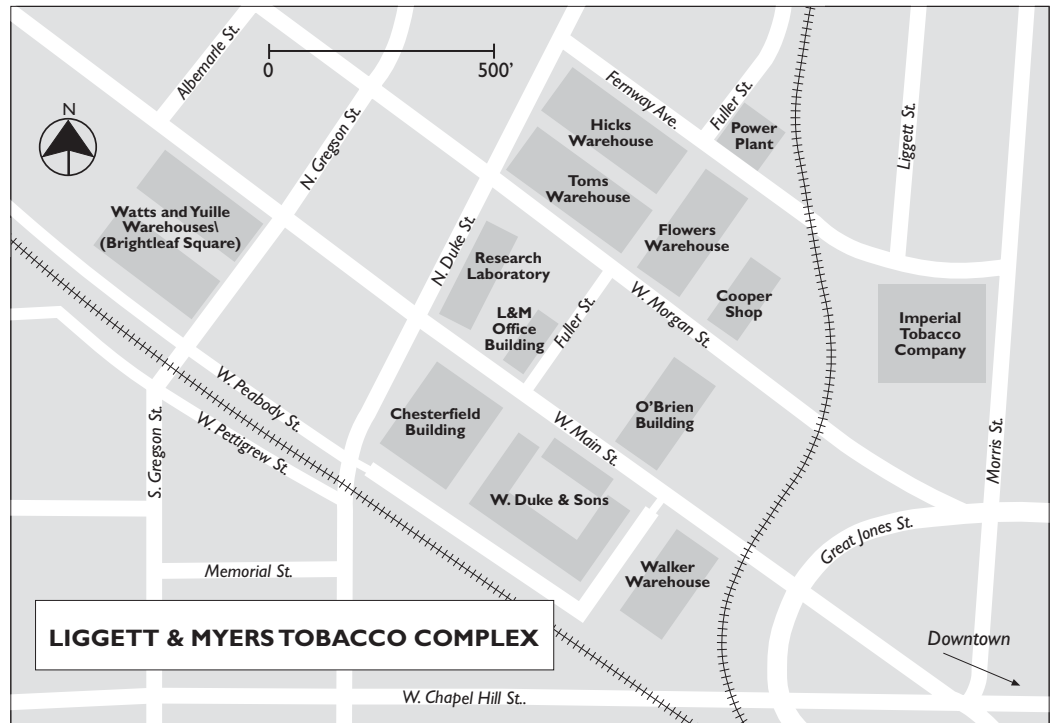 Albemarle St.
0
500'
N
N. Gregson St.
Fernway Ave.
Fuller St.
Power
Plant
Liggett St.
Hicks
Warehouse
Toms
Warehouse
Watts and Yuille
Warehouses\
(Brightleaf Square)
N. Duke St.
Flowers
Warehouse
Research
Laboratory
Cooper
Shop
W. Morgan St.
L&M
Office
Building
Fuller St.
Imperial
Tobacco
Company
W. Peabody St.
W. Pettigrew St.
S. Gregson St.
Chesterfield
Building
O'Brien
Building
W. Main St.
Morris St.
W. Duke & Sons
Great Jones St.
Walker
Warehouse
Memorial St.
LIGGETT & MYERS TOBACCO COMPLEX
Downtown
W. Chapel Hill St..